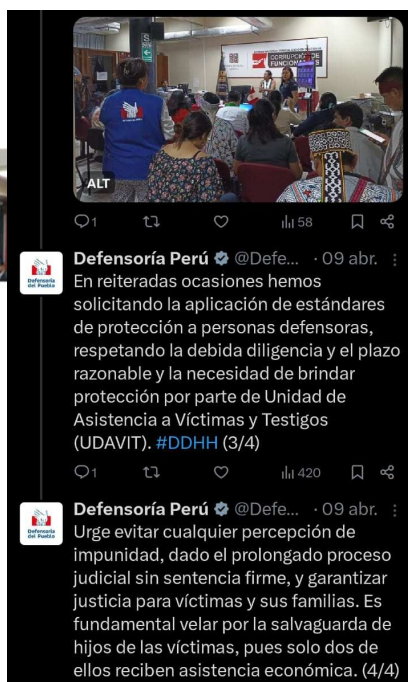 CORRUPCIÓN DE
FUNCIONARIOS
ALT
1
58
Defensoría Perú @Defe... · 09 abr.
Defensoría
del Pueblo
En reiteradas ocasiones hemos
solicitando la aplicación de estándares
de protección a personas defensoras,
respetando la debida diligencia y el plazo
razonable y la necesidad de brindar
protección por parte de Unidad de
Asistencia a Víctimas y Testigos
(UDAVIT). #DDHH (3/4)
1
420
Defensoría Perú @Defe... · 09 abr.
Defensoría
del Pueblo
Urge evitar cualquier percepción de
impunidad, dado el prolongado proceso
judicial sin sentencia firme, y garantizar
justicia para víctimas y sus familias. Es
fundamental velar por la salvaguarda de
hijos de las víctimas, pues solo dos de
ellos reciben asistencia económica. (4/4)